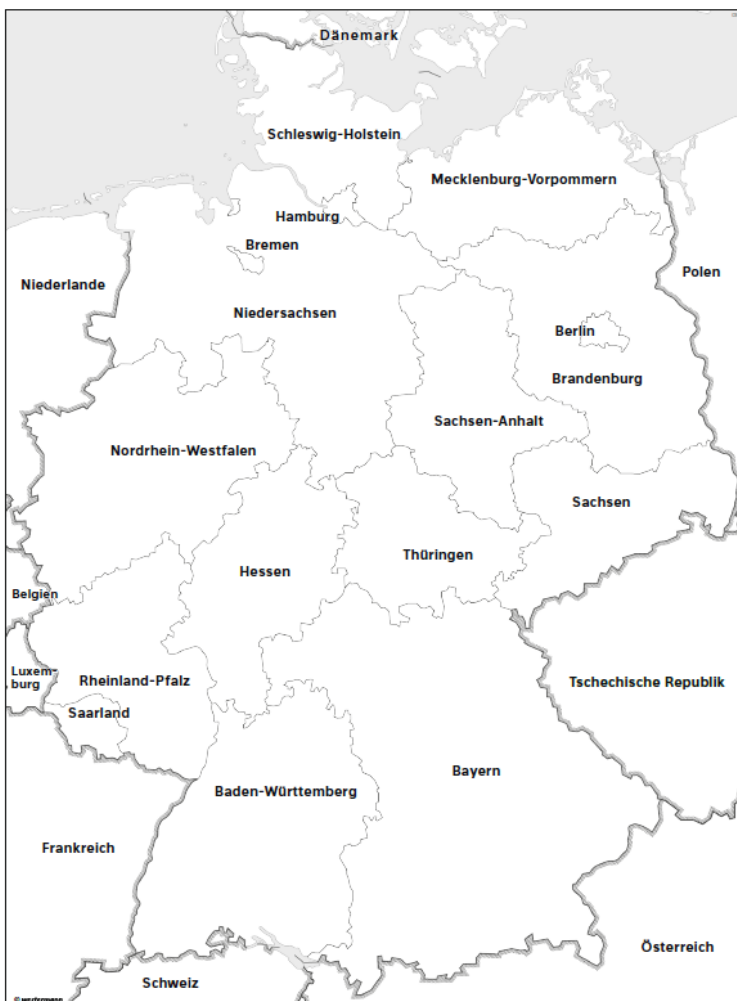 Dänemark
Schleswig-Holstein
Mecklenburg-Vorpommern
Hamburg
Bremen
Niederlande
Polen
Niedersachsen
Berlin
Brandenburg
Sachsen-Anhalt
Nordrhein-Westfalen
Sachsen
Thüringen
Hessen
Belgien
Luxem-
burg
Rheinland-Pfalz
Tschechische Republik
Saarland
Bayern
Baden-Württemberg
Frankreich
Österreich
Schweiz